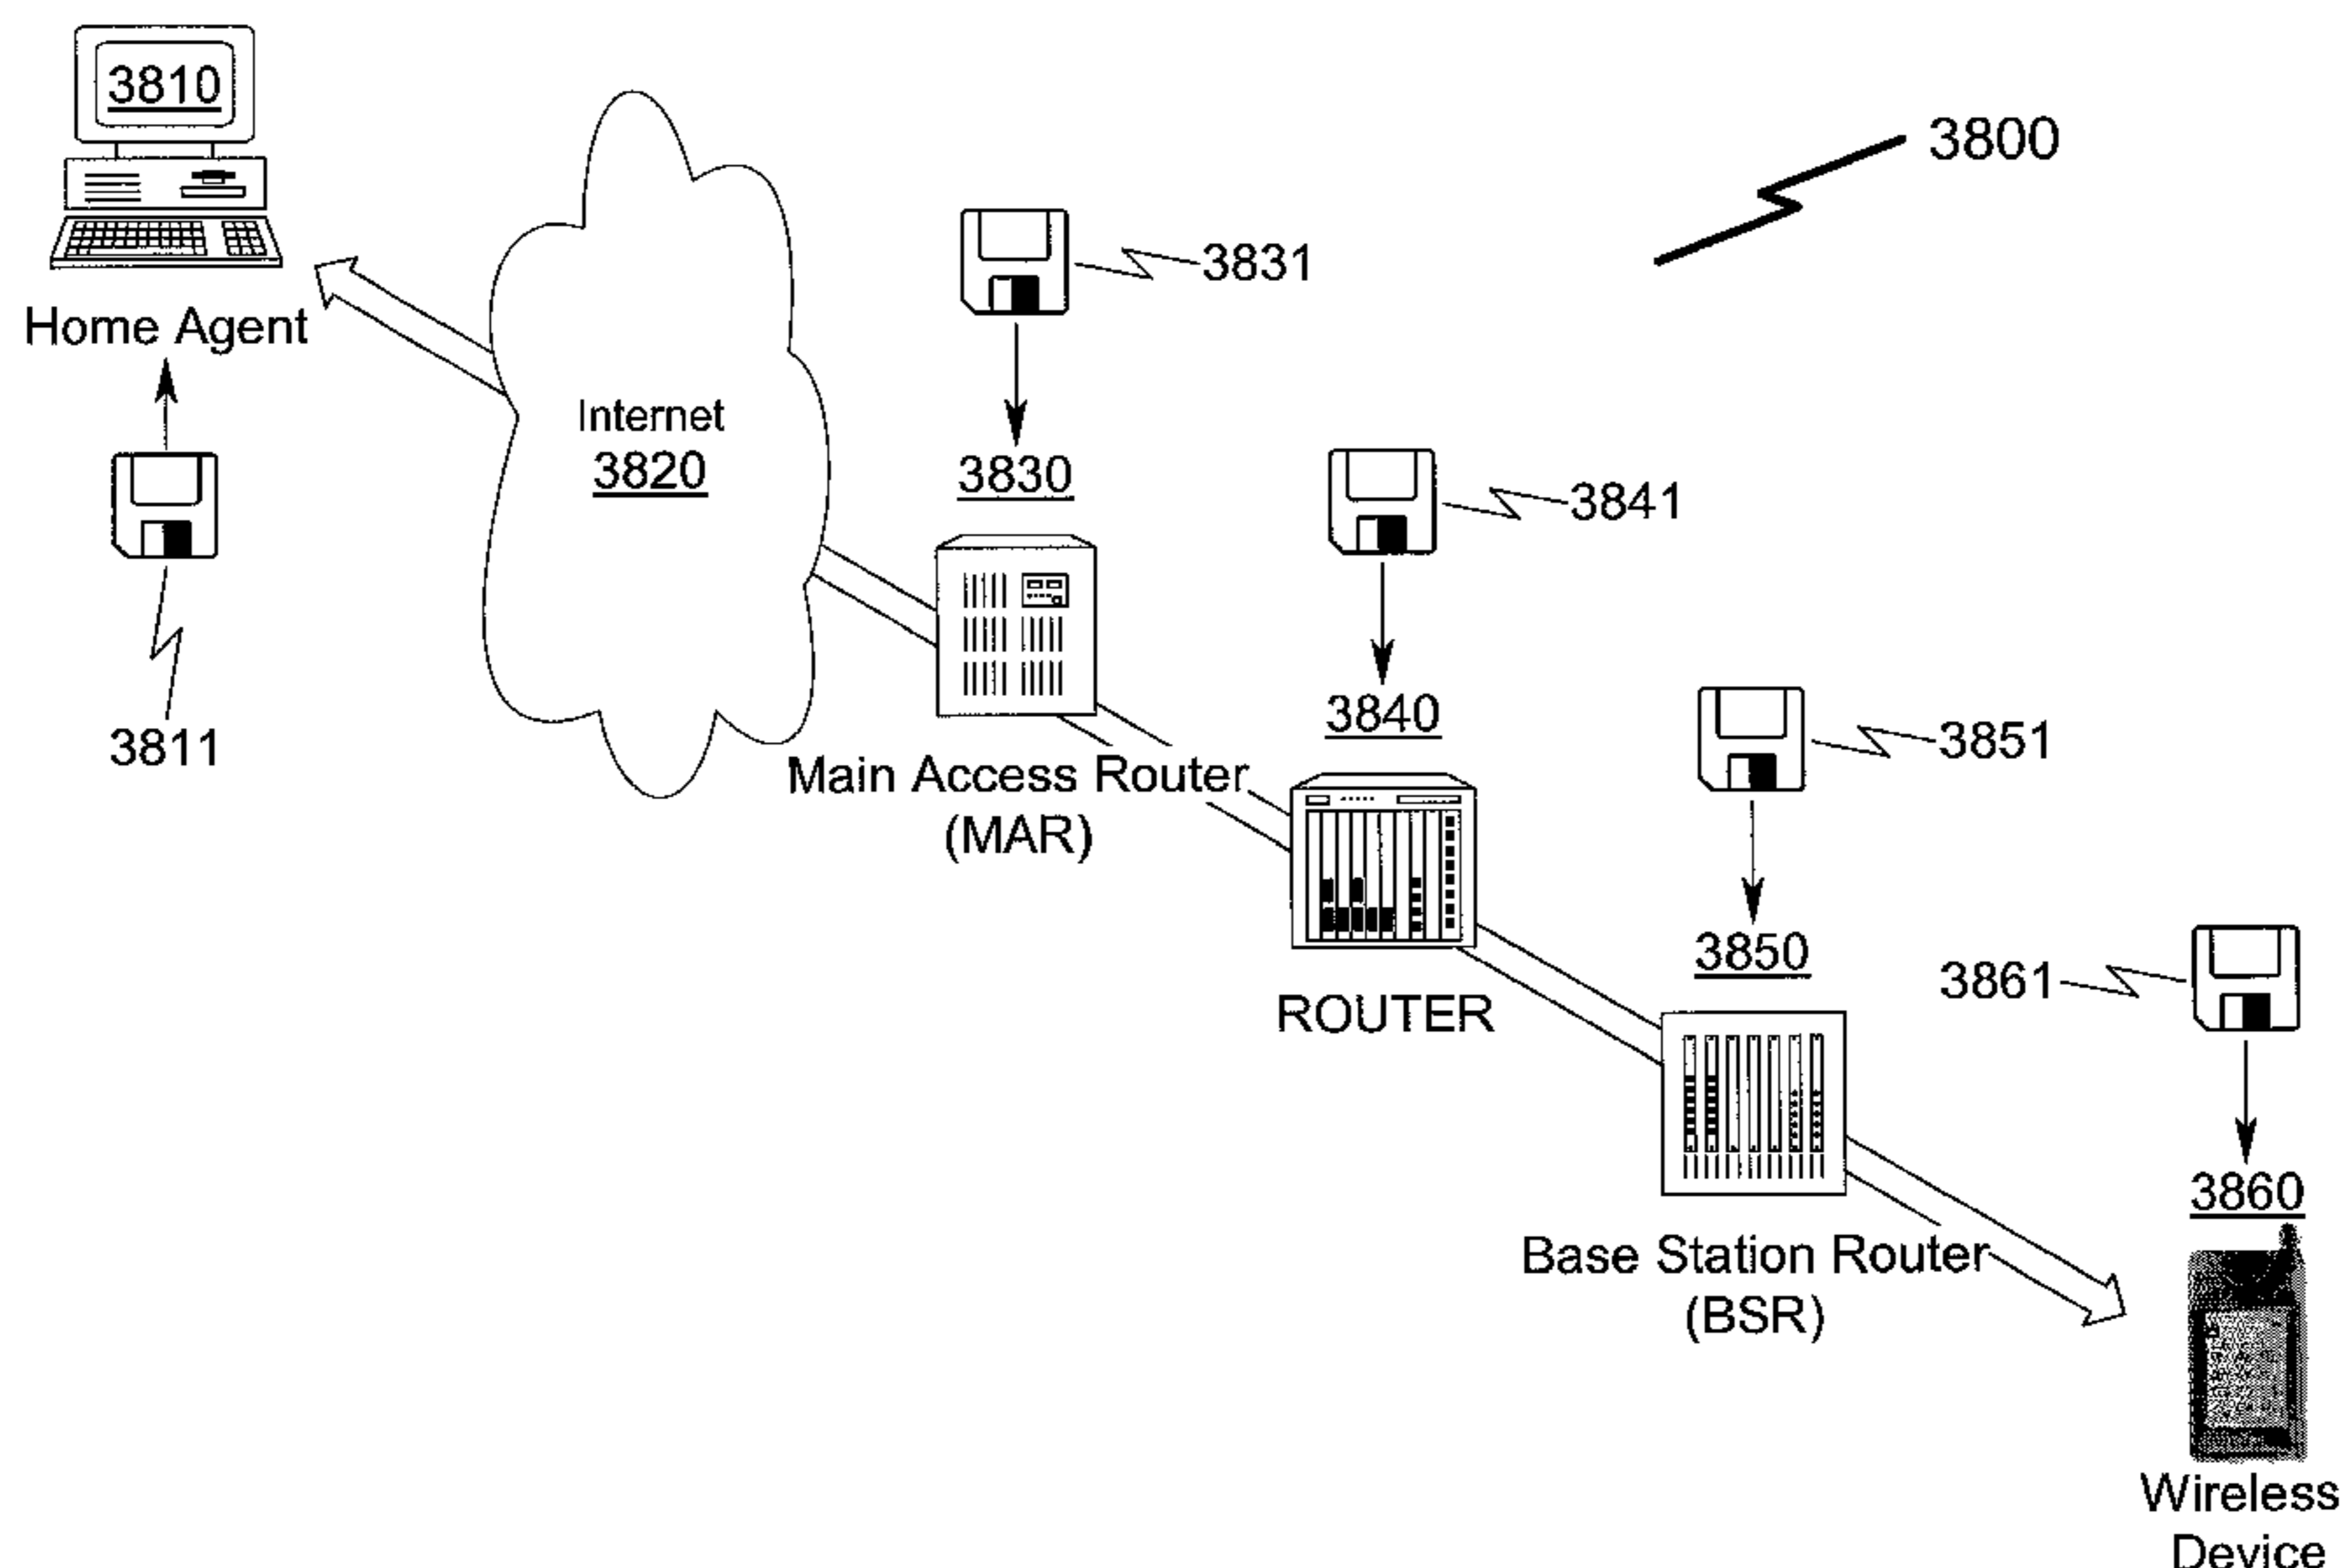 3810
3800
3831
Home Agent
Internet
3820
3830
3841
3811
3840
3851
Main Access Router
(MAR)
3850
3861
ROUTER
3860
Base Station Router
(BSR)
Wireless
Device